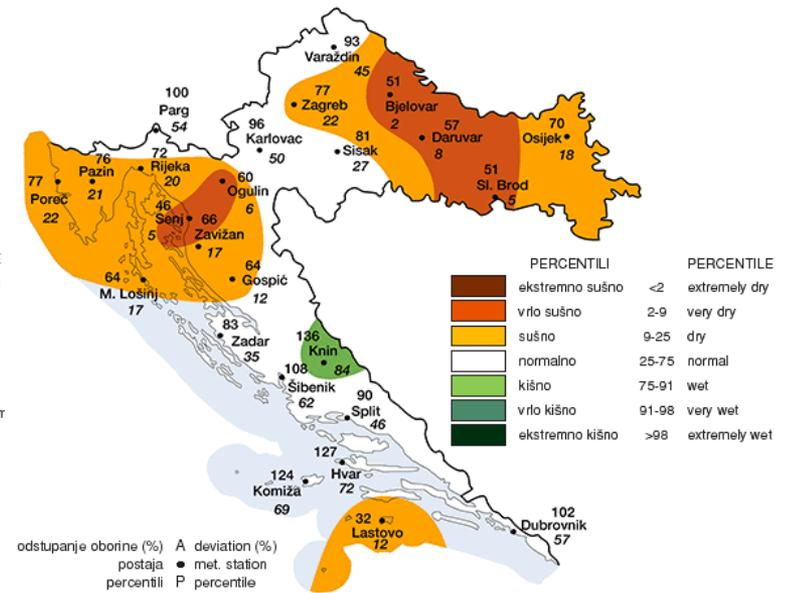 93
Varaždin
45
100
Parg
54
77
Zagreb
22
51
Bjelovar
2
96
Karlovac
50
81
Sisak
27
57
Daruvar
8
70
Osijek
18
51
Sl. Brod
5
77
Poreč
22
76
Pazin
21
72
Rijeka
20
60
Ogulin
6
46
Senj
5
66
Zavižan
17
64
M. Lošinj
17
64
Gospić
12
83
Zadar
35
136
Knin
84
108
Šibenik
62
90
Split
46
127
Hvar
72
124
Komiža
69
32
Lastovo
12
102
Dubrovnik
57
PERCENTILI PERCENTILE
ekstremno sušno <2 extremely dry
vrlo sušno 2-9 very dry
sušno 9-25 dry
normalno 25-75 normal
kišno 75-91 wet
vrlo kišno 91-98 very wet
ekstremno kišno >98 extremely wet
odstupanje oborine (%) A deviation (%)
postaja met. station
percentili P percentile